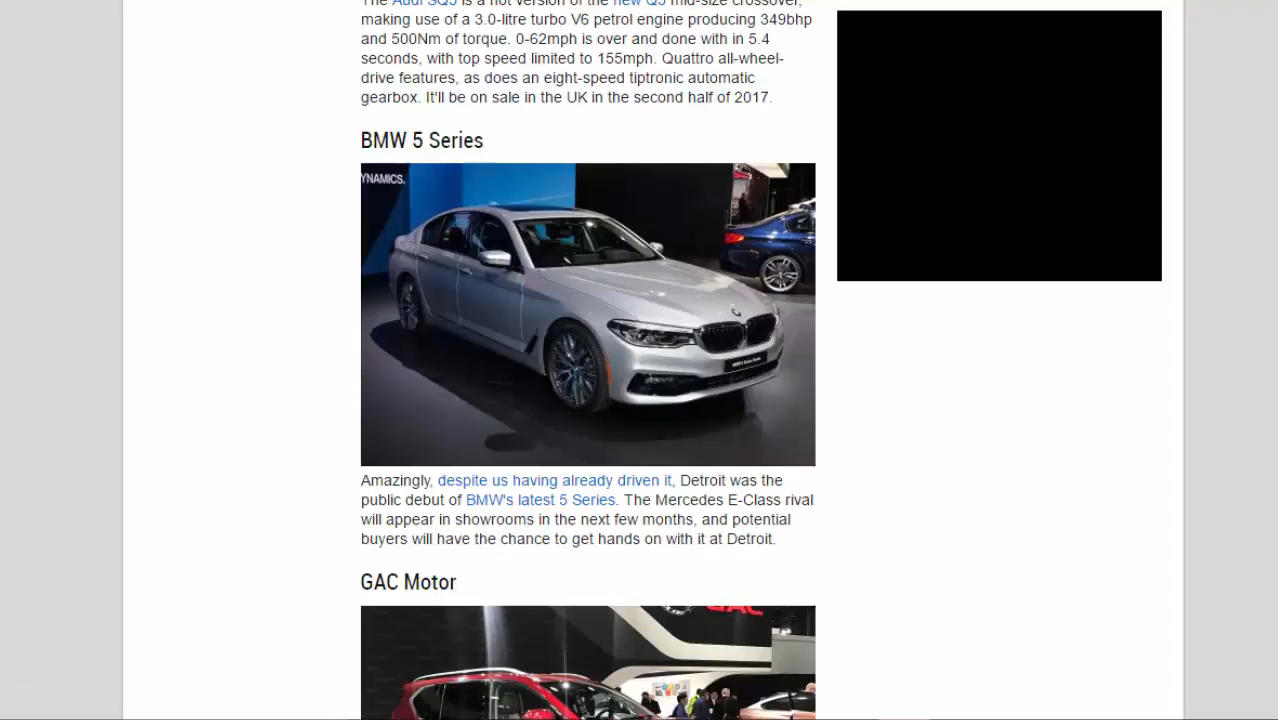 The Audi SQ5 is a hot version of the new Q5 mid-size crossover,
making use of a 3.0-litre turbo V6 petrol engine producing 349bhp
and 500Nm of torque. 0-62mph is over and done with in 5.4
seconds, with top speed limited to 155mph. Quattro all-wheel-
drive features, as does an eight-speed tiptronic automatic
gearbox. It'll be on sale in the UK in the second half of 2017.
BMW 5 Series
YNAMICS.
Amazingly, despite us having already driven it, Detroit was the
public debut of BMW's latest 5 Series. The Mercedes E-Class rival
will appear in showrooms in the next few months, and potential
buyers will have the chance to get hands on with it at Detroit.
GAC Motor
GAC